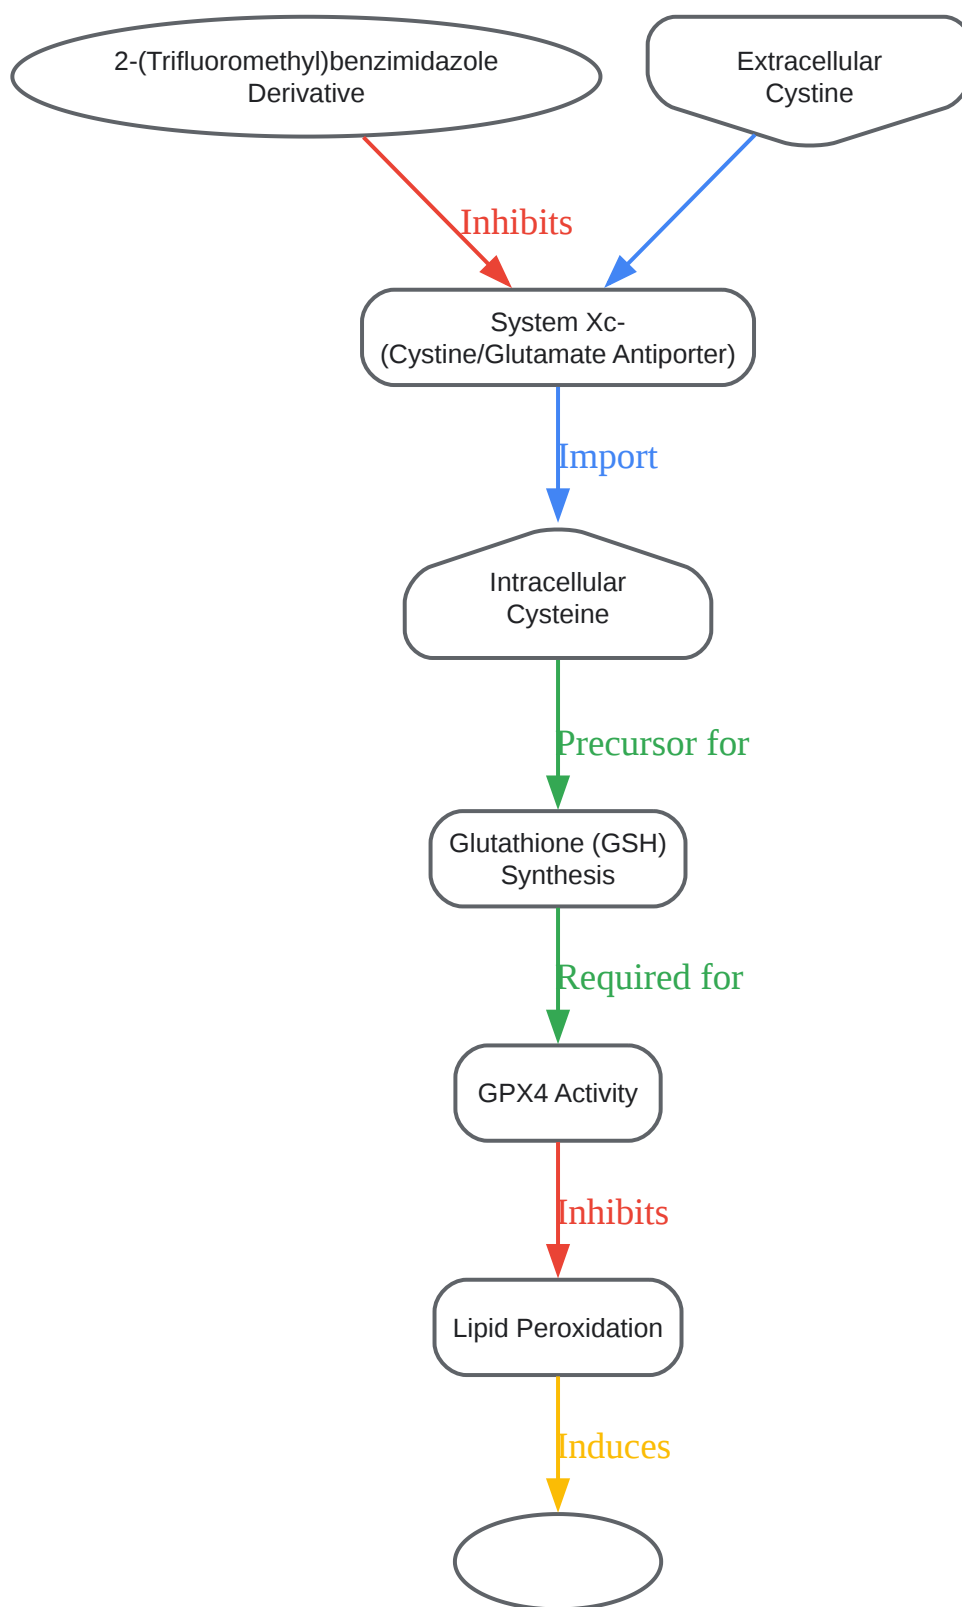 2-(Trifluoromethyl)benzimidazole
Derivative
Extracellular
Cystine
Inhibits
System Xc-
(Cystine/Glutamate Antiporter)
Import
Intracellular
Cysteine
Precursor for
Glutathione (GSH)
Synthesis
Required for
GPX4 Activity
Inhibits
Lipid Peroxidation
Induces